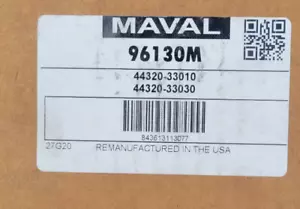 MAVAL
96130M
44320-33010
44320-33030
843613113077
27G20
REMANUFACTURED IN THE USA